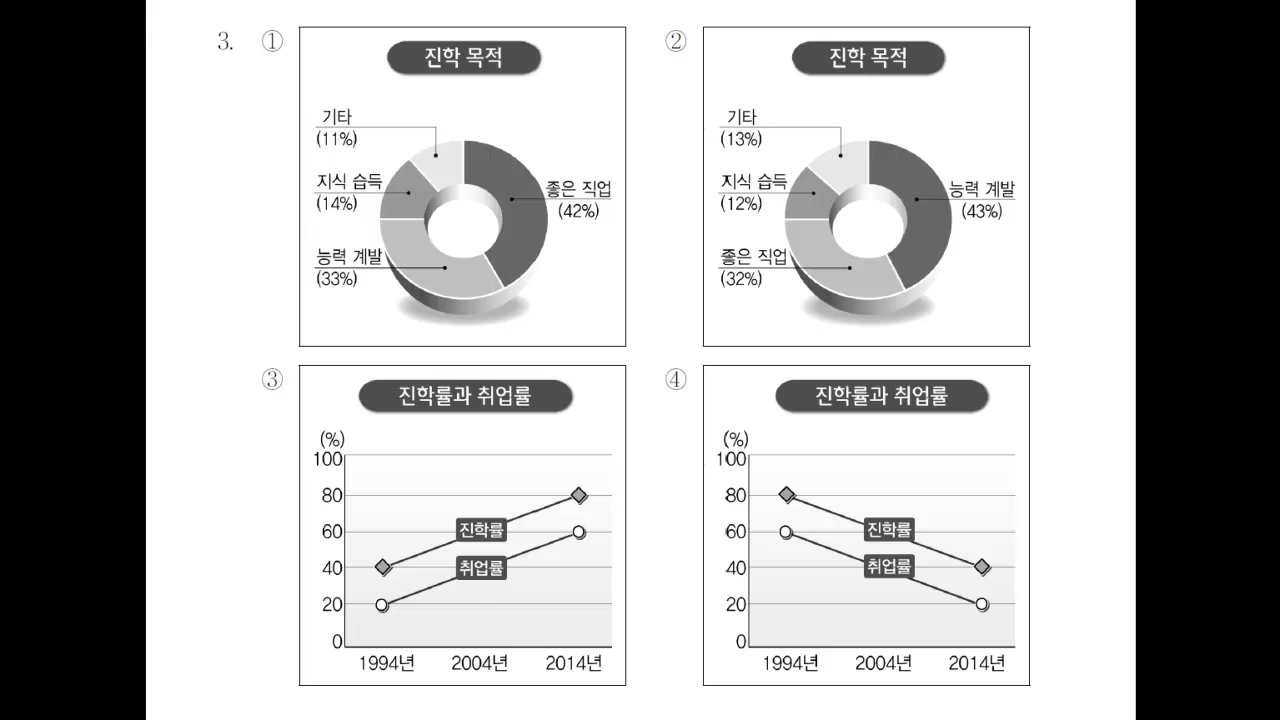 3. ① 진학 목적
기타
(11%)
지식 습득
(14%)
좋은 직업
(42%)
능력 계발
(33%)
② 진학 목적
기타
(13%)
지식 습득
(12%)
능력 계발
(43%)
좋은 직업
(32%)
③ 진학률과 취업률
(%)
100
80
60
40
20
0
진학률
취업률
1994년 2004년 2014년
④ 진학률과 취업률
(%)
100
80
60
40
20
0
진학률
취업률
1994년 2004년 2014년